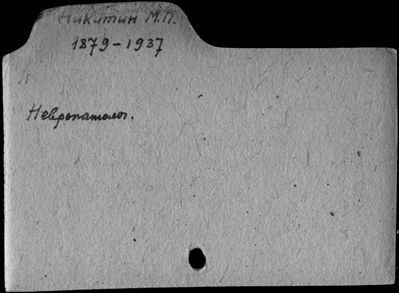 Никитин М.П.
1879-1937
Невропатолог.